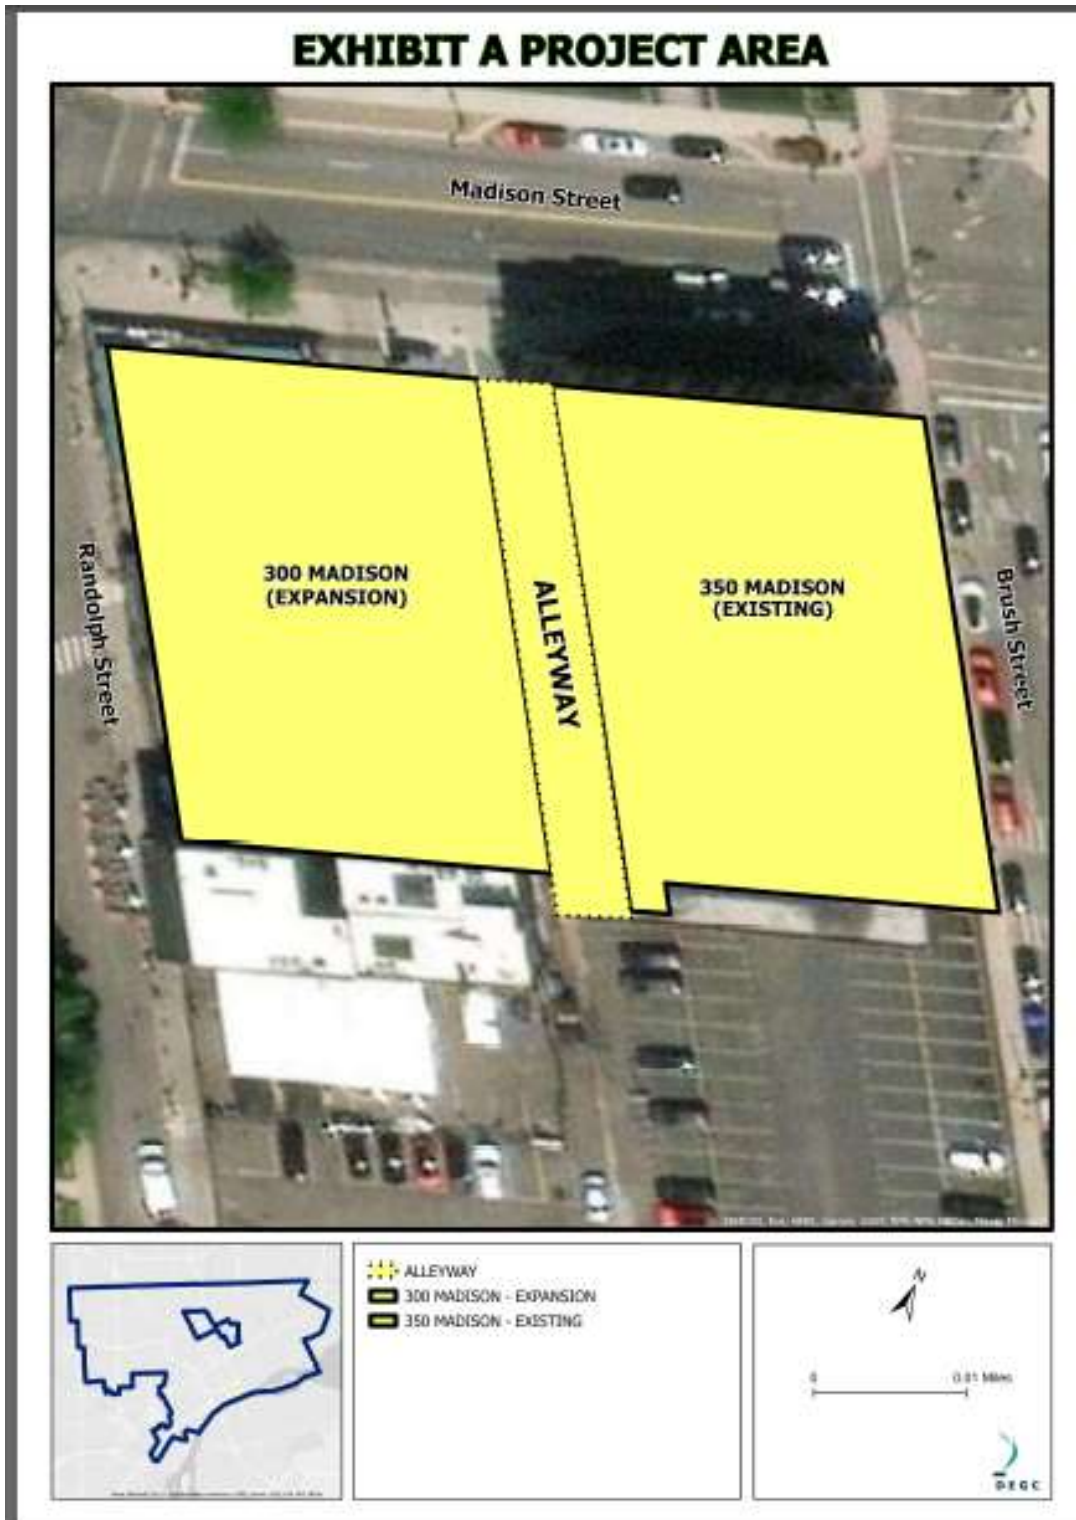 EXHIBIT A PROJECT AREA
Madison Street
300 MADISON
(EXPANSION)
ALLEYWAY
350 MADISON
(EXISTING)
Randolph Street
Brush Street
ALLEYWAY
300 MADISON - EXPANSION
350 MADISON - EXISTING
N
0 0.01 Miles
DEGC